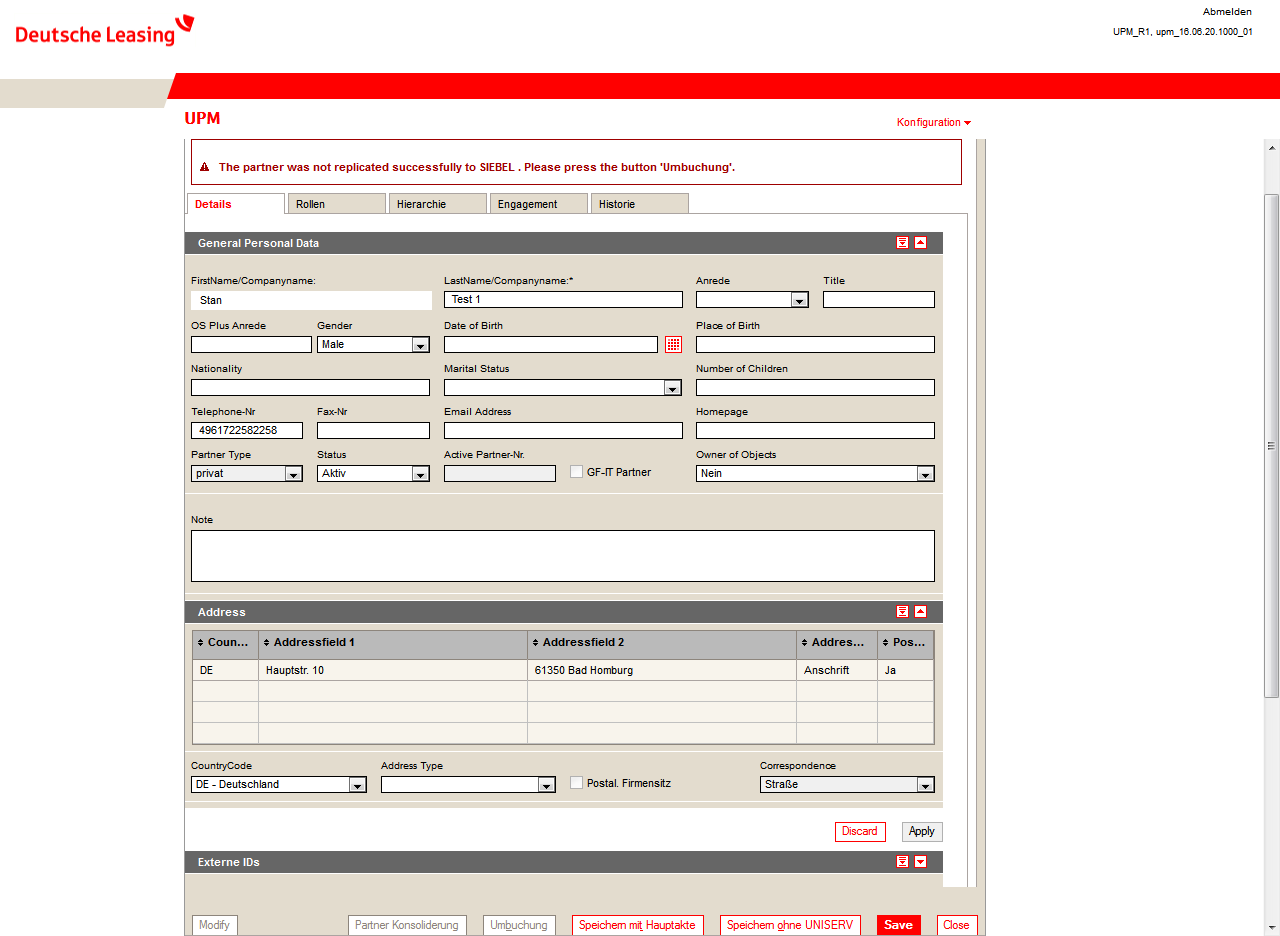 Abmelden
Deutsche Leasing
UPM_R1, upm_16.06.20.1000_01
UPM
Konfiguration
The partner was not replicated successfully to SIEBEL . Please press the button 'Umbuchung'.
Details Rollen Hierarchie Engagement Historie
General Personal Data
FirstName/Companyname: LastName/Companyname:* Anrede Title
Stan Test 1
OS Plus Anrede Gender Date of Birth Place of Birth
Male
Nationality Marital Status Number of Children
Telephone-Nr Fax-Nr Email Address Homepage
4961722582258
Partner Type Status Active Partner-Nr. Owner of Objects
privat Aktiv GF-IT Partner Nein
Note
Address
Coun... Addressfield 1 Addressfield 2 Addres... Pos...
DE Hauptstr. 10 61350 Bad Homburg Anschrift Ja
CountryCode Address Type Correspondence
DE - Deutschland Postal. Firmensitz Straße
Discard Apply
Externe IDs
Modify Partner Konsoliderung Umbuchung Speichern mit Hauptakte Speichern ohne UNISERV Save Close